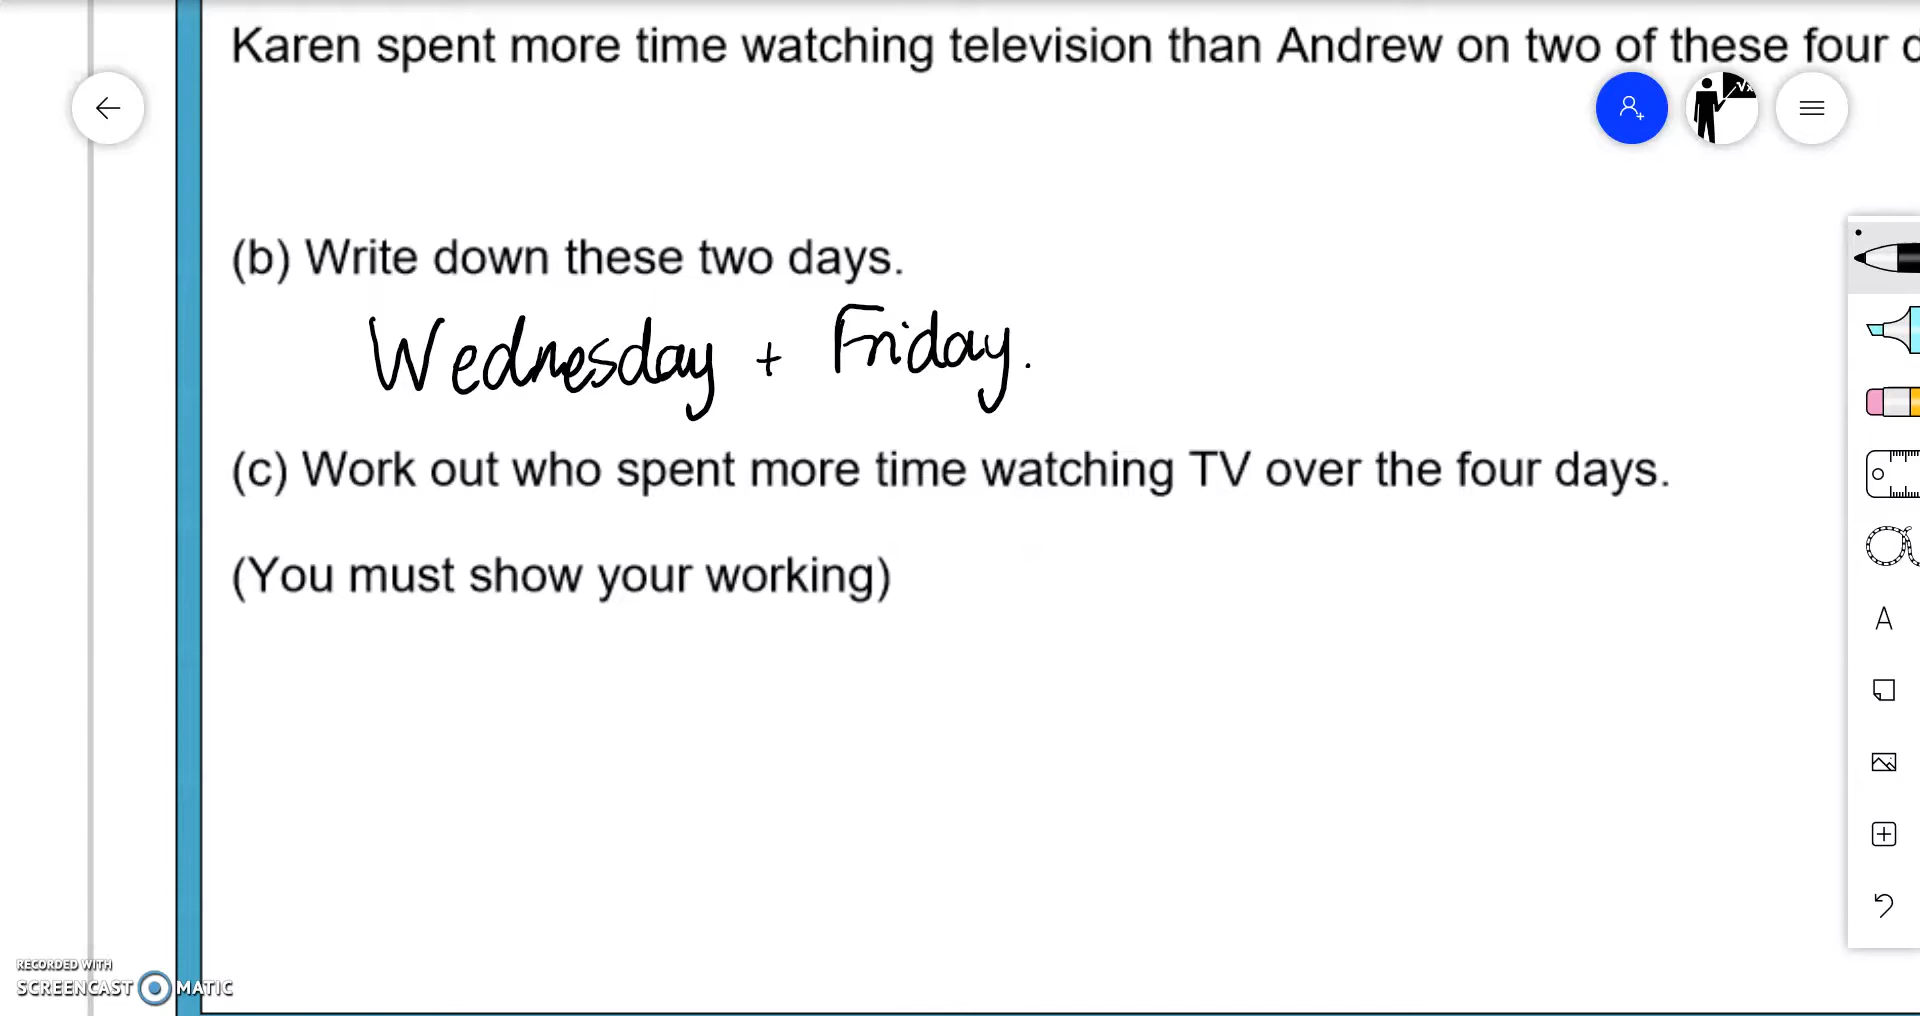 Karen spent more time watching television than Andrew on two of these four
(b) Write down these two days.
Wednesday + Friday.
(c) Work out who spent more time watching TV over the four days.
(You must show your working)
A
RECORDED WITH
SCREENCAST MATIC